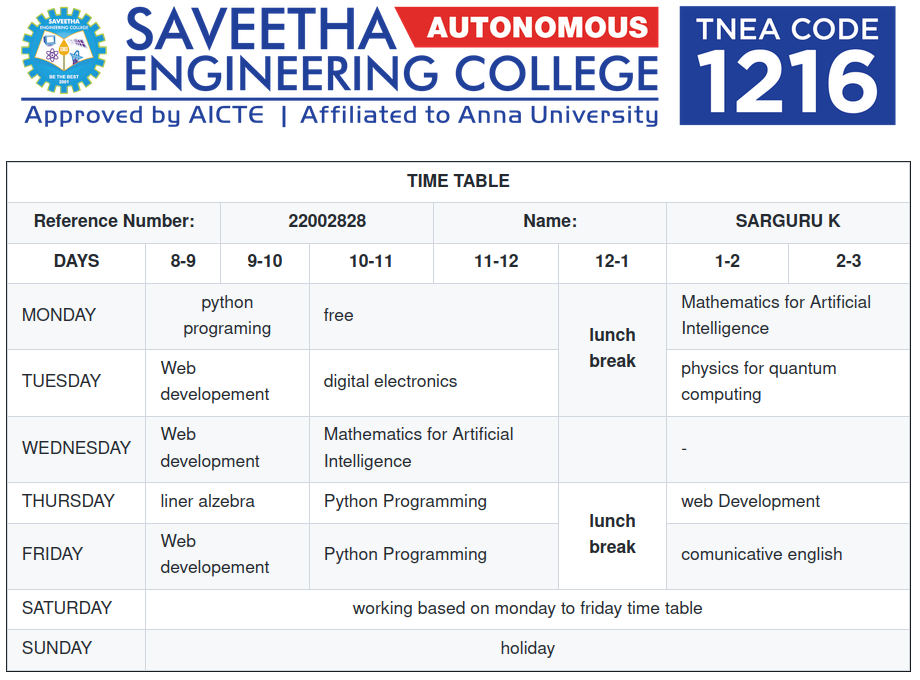 SAVEETHA
ENGINEERING COLLEGE
BE THE BEST
2001
SAVEETHA AUTONOMOUS
ENGINEERING COLLEGE
Approved by AICTE | Affiliated to Anna University
TNEA CODE
1216
TIME TABLE
Reference Number: 22002828 Name: SARGURU K
DAYS 8-9 9-10 10-11 11-12 12-1 1-2 2-3
MONDAY
python
programing
free
lunch
break
Mathematics for Artificial
Intelligence
TUESDAY
Web
developement
digital electronics
physics for quantum
computing
WEDNESDAY
Web
development
Mathematics for Artificial
Intelligence
-
THURSDAY
liner alzebra
Python Programming
lunch
break
web Development
FRIDAY
Web
developement
Python Programming
comunicative english
SATURDAY
working based on monday to friday time table
SUNDAY
holiday